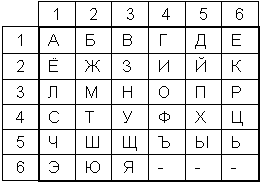 1 2 3 4 5 6
1 А Б В Г Д Е
2 Ё Ж З И Й К
3 Л М Н О П Р
4 С Т У Ф Х Ц
5 Ч Ш Щ Ъ Ы Ь
6 Э Ю Я - - -